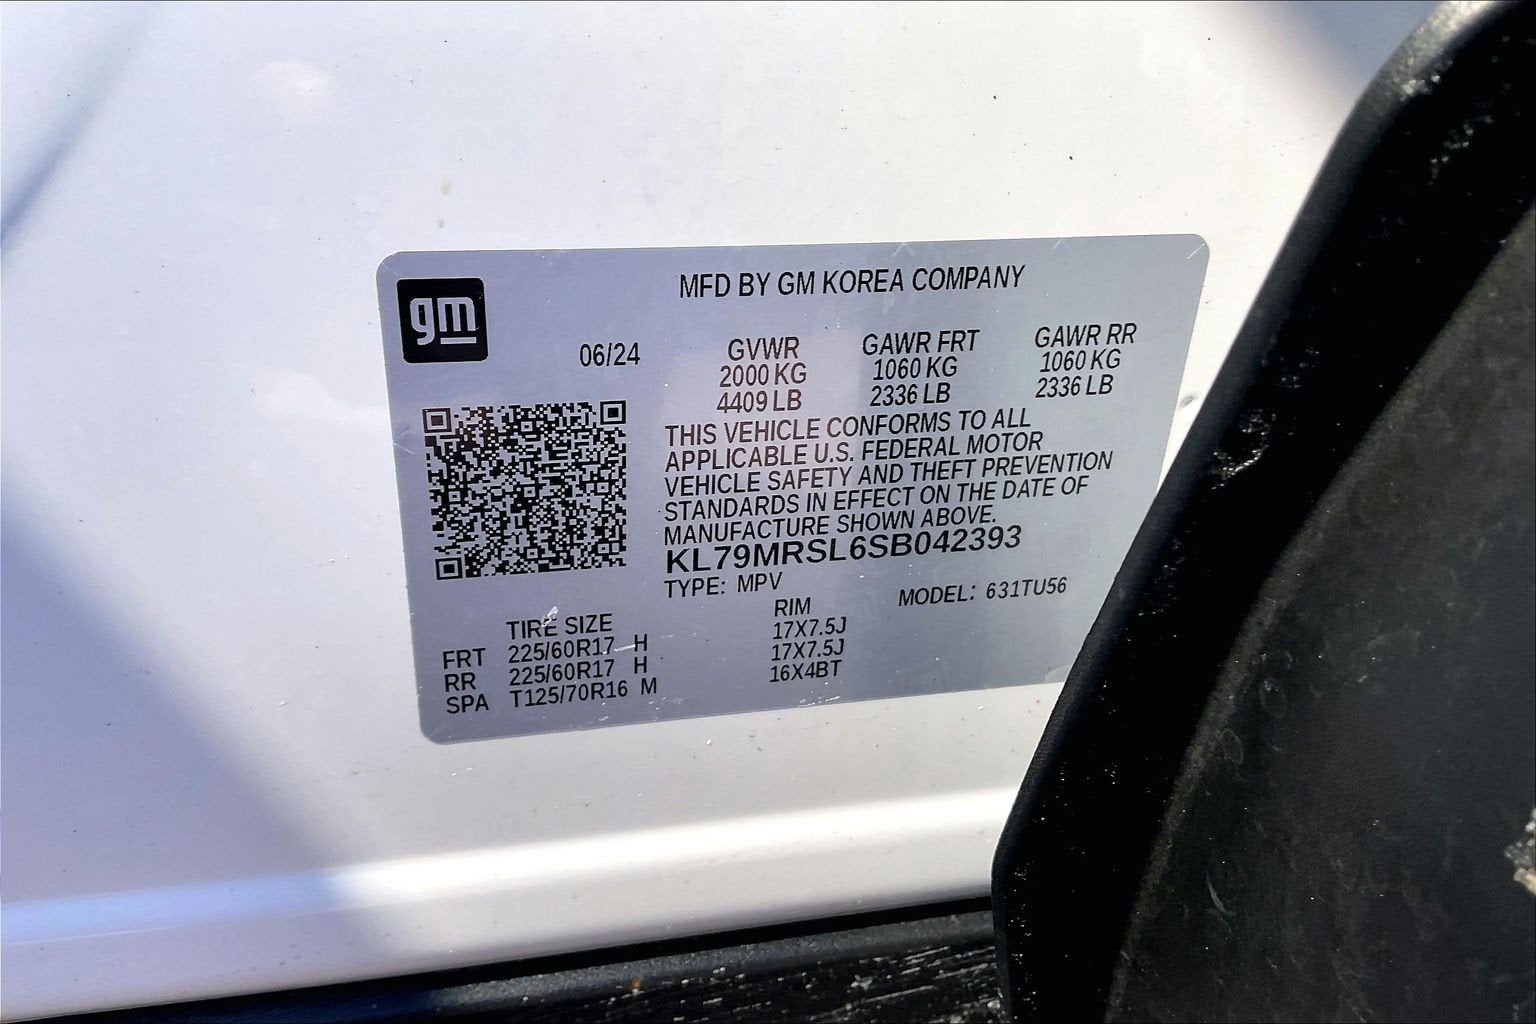 gm
MFD BY GM KOREA COMPANY
06/24 GVWR GAWR FRT GAWR RR
2000 KG 1060 KG 1060 KG
4409 LB 2336 LB 2336 LB
THIS VEHICLE CONFORMS TO ALL
APPLICABLE U.S. FEDERAL MOTOR
VEHICLE SAFETY AND THEFT PREVENTION
STANDARDS IN EFFECT ON THE DATE OF
MANUFACTURE SHOWN ABOVE.
KL79MRSL6SB042393
TYPE: MPV MODEL: 631TU56
TIRE SIZE RIM
FRT 225/60R17 H 17X7.5J
RR 225/60R17 H 17X7.5J
SPA T125/70R16 M 16X4BT